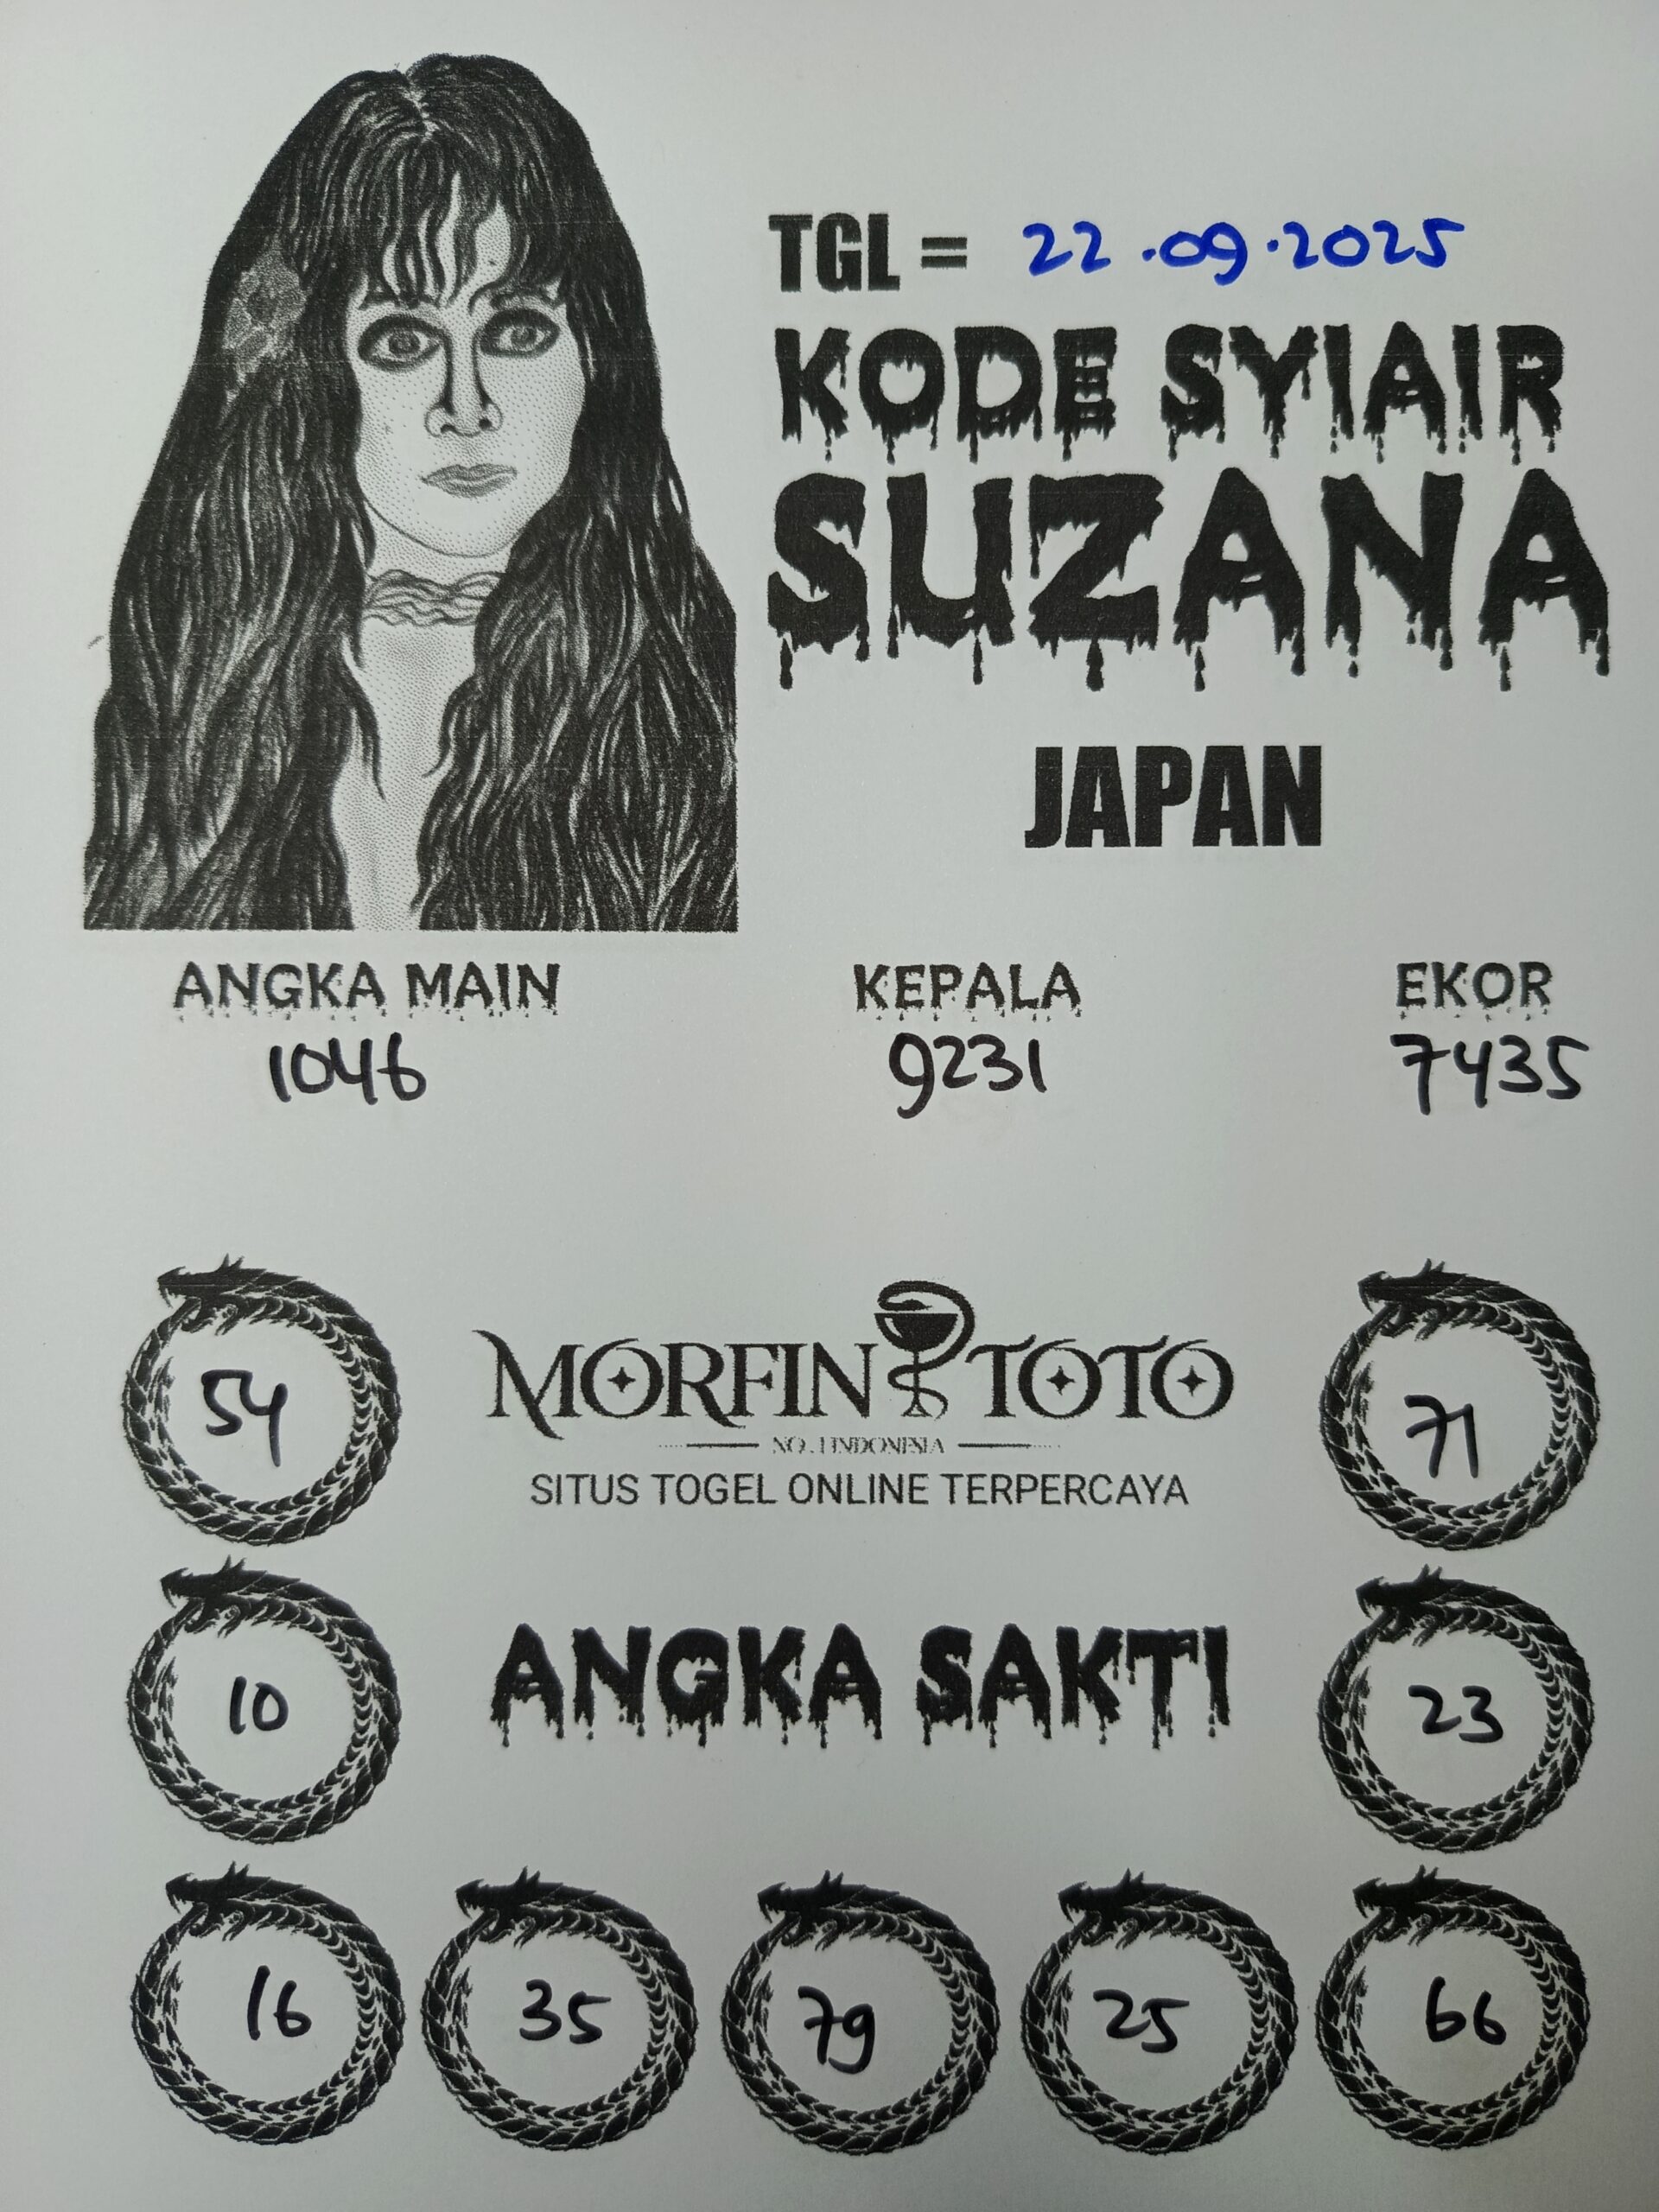 TGL = 22.09.2025
KODE SYIAIR
SUZANA
JAPAN
ANGKA MAIN KEPALA EKOR
1046 9231 7435
54 MORFIN TOTO 71
NO.1 INDONESIA
SITUS TOGEL ONLINE TERPERCAYA
10 ANGKA SAKTI 23
16 35 79 25 66